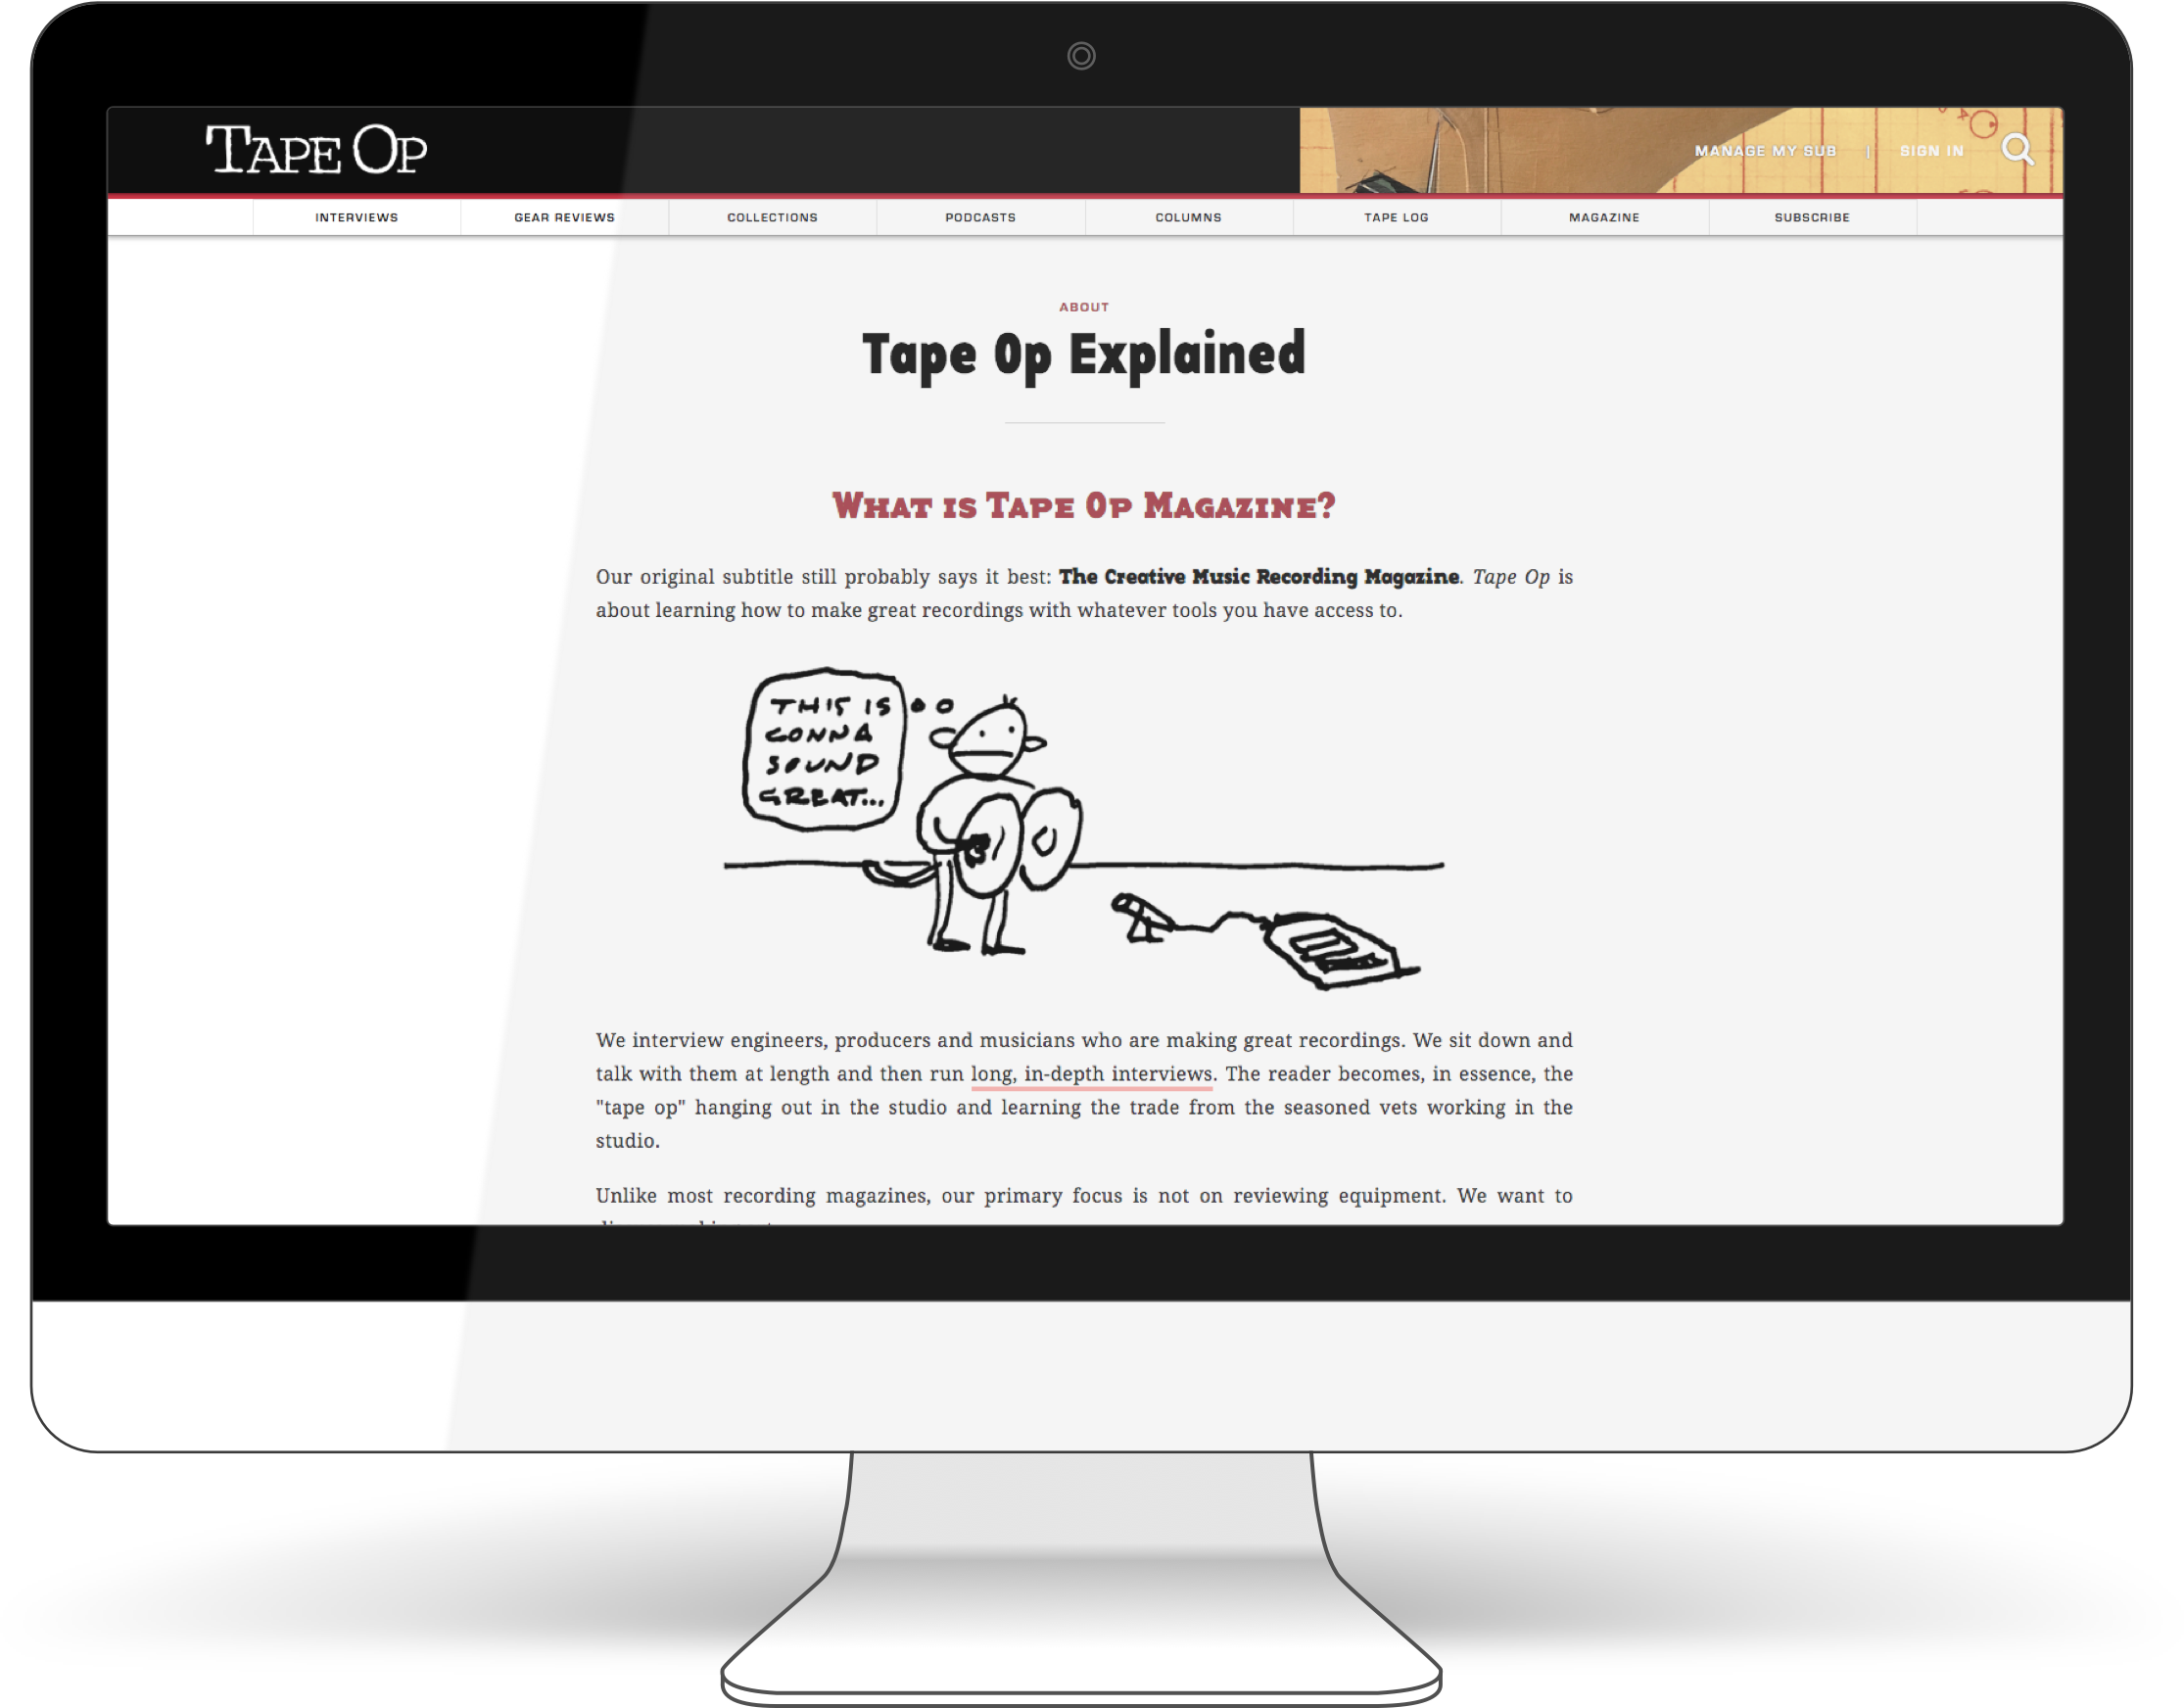 TAPE OP
MANAGE MY SUB | SIGN IN
INTERVIEWS GEAR REVIEWS COLLECTIONS PODCASTS COLUMNS TAPE LOG MAGAZINE SUBSCRIBE
ABOUT
Tape Op Explained
WHAT IS TAPE OP MAGAZINE?
Our original subtitle still probably says it best: The Creative Music Recording Magazine. Tape Op is
about learning how to make great recordings with whatever tools you have access to.
THIS IS
GONNA
SOUND
GREAT...
We interview engineers, producers and musicians who are making great recordings. We sit down and
talk with them at length and then run long, in-depth interviews. The reader becomes, in essence, the
"tape op" hanging out in the studio and learning the trade from the seasoned vets working in the
studio.
Unlike most recording magazines, our primary focus is not on reviewing equipment. We want to